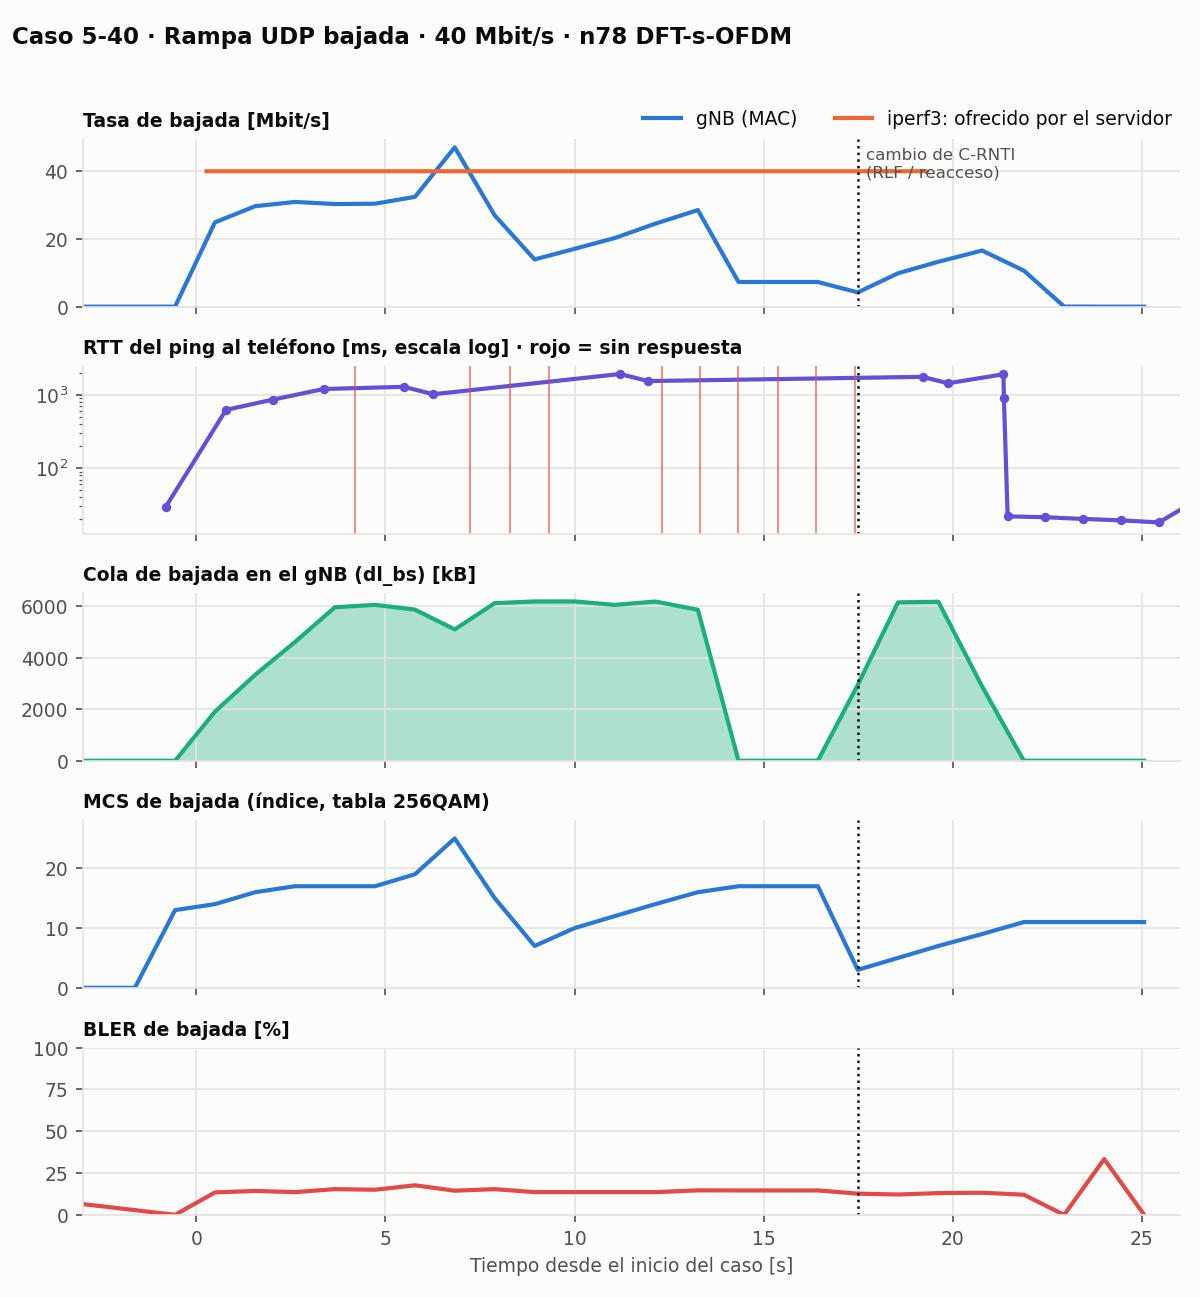 Caso 5-40 · Rampa UDP bajada · 40 Mbit/s · n78 DFT-s-OFDM
Tasa de bajada [Mbit/s]
gNB (MAC)
iperf3: ofrecido por el servidor
cambio de C-RNTI
(RLF / reacceso)
40
20
0
RTT del ping al teléfono [ms, escala log] · rojo = sin respuesta
10³
10²
Cola de bajada en el gNB (dl_bs) [kB]
6000
4000
2000
0
MCS de bajada (índice, tabla 256QAM)
20
10
0
BLER de bajada [%]
100
75
50
25
0
0 5 10 15 20 25
Tiempo desde el inicio del caso [s]